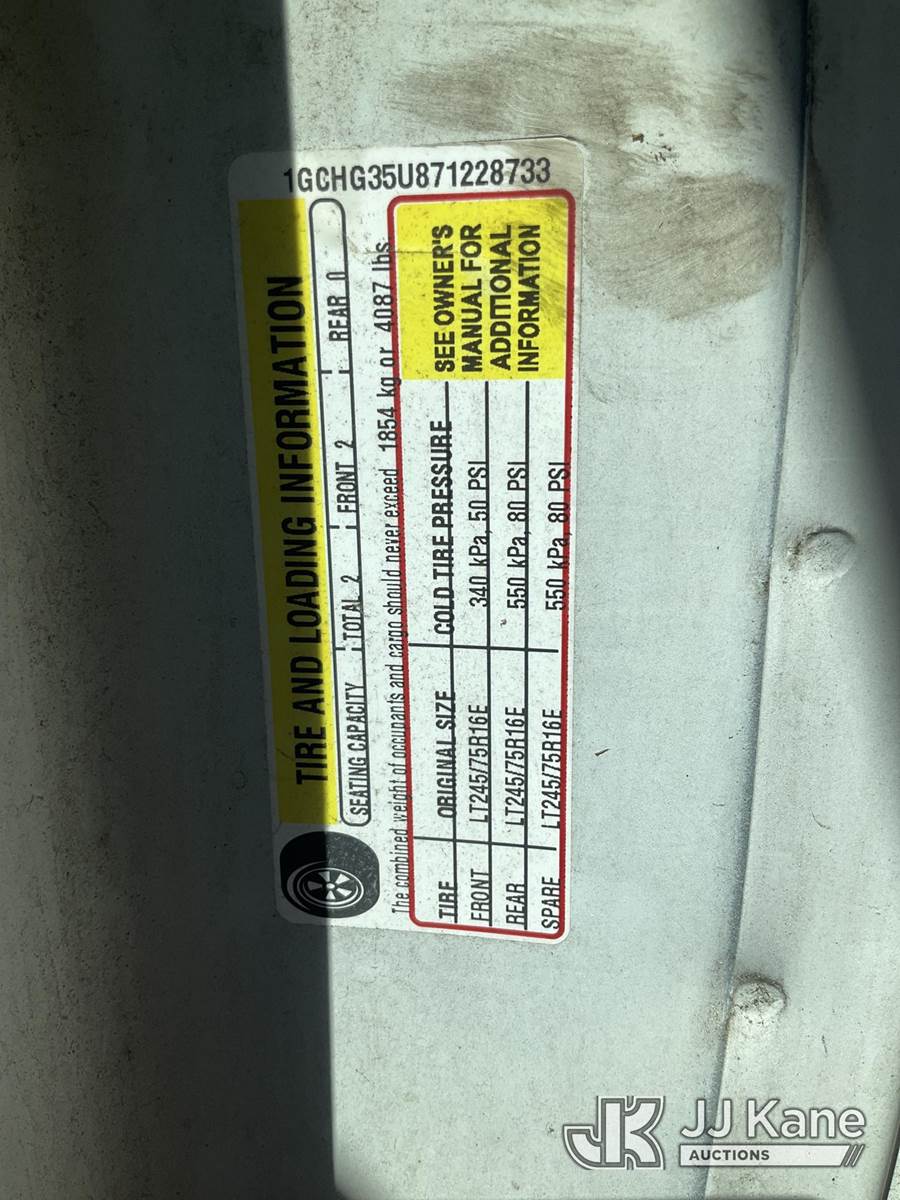 1GCHG35U871228733
TIRE AND LOADING INFORMATION
SEATING CAPACITY TOTAL 2 FRONT 2 REAR 0
The combined weight of occupants and cargo should never exceed 1854 kg or 4087 lbs
TIRE ORIGINAL SIZE COLD TIRE PRESSURE
FRONT LT245/75R16E 340 kPa, 50 PSI
REAR LT245/75R16E 550 kPa, 80 PSI
SPARE LT245/75R16E 550 kPa, 80 PSI
SEE OWNER'S
MANUAL FOR
ADDITIONAL
INFORMATION
JK JJ Kane
AUCTIONS